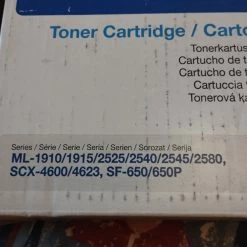 Toner Cartridge / Carto
Tonerkartus
Cartucho de t
Cartucho de t
Cartuccia t
Tonerová ka
Series / Série / Serie / Seria / Serien / Sorozat / Serija
ML-1910/1915/2525/2540/2545/2580,
SCX-4600/4623, SF-650/650P